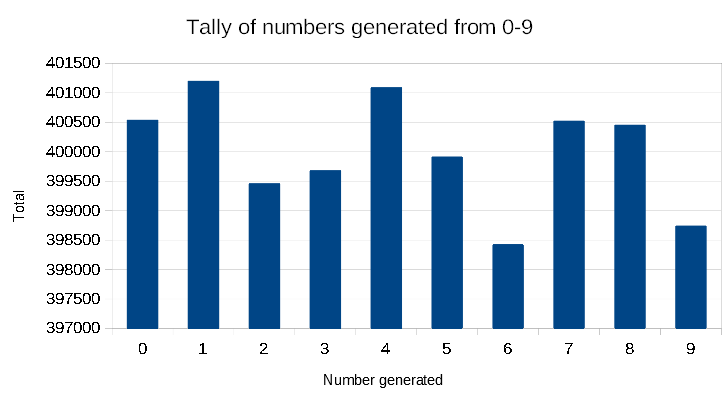 Tally of numbers generated from 0-9
401500
401000
400500
400000
399500
399000
398500
398000
397500
397000
Total
0 1 2 3 4 5 6 7 8 9
Number generated